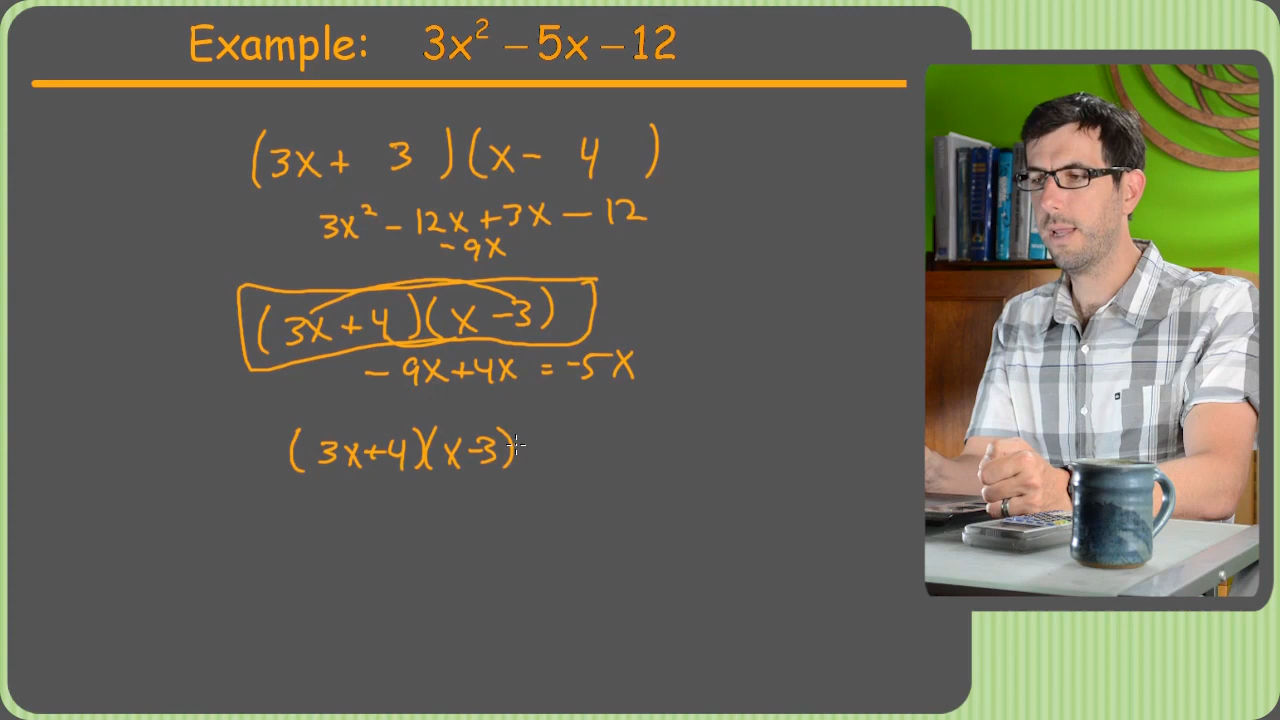 Example: 3x² – 5x – 12
(3x+ 3 )(x- 4 )
3x² - 12x +3x - 12
-9x
(3x+4)(x-3)
-9x+4x = -5x
(3x+4)(x-3)